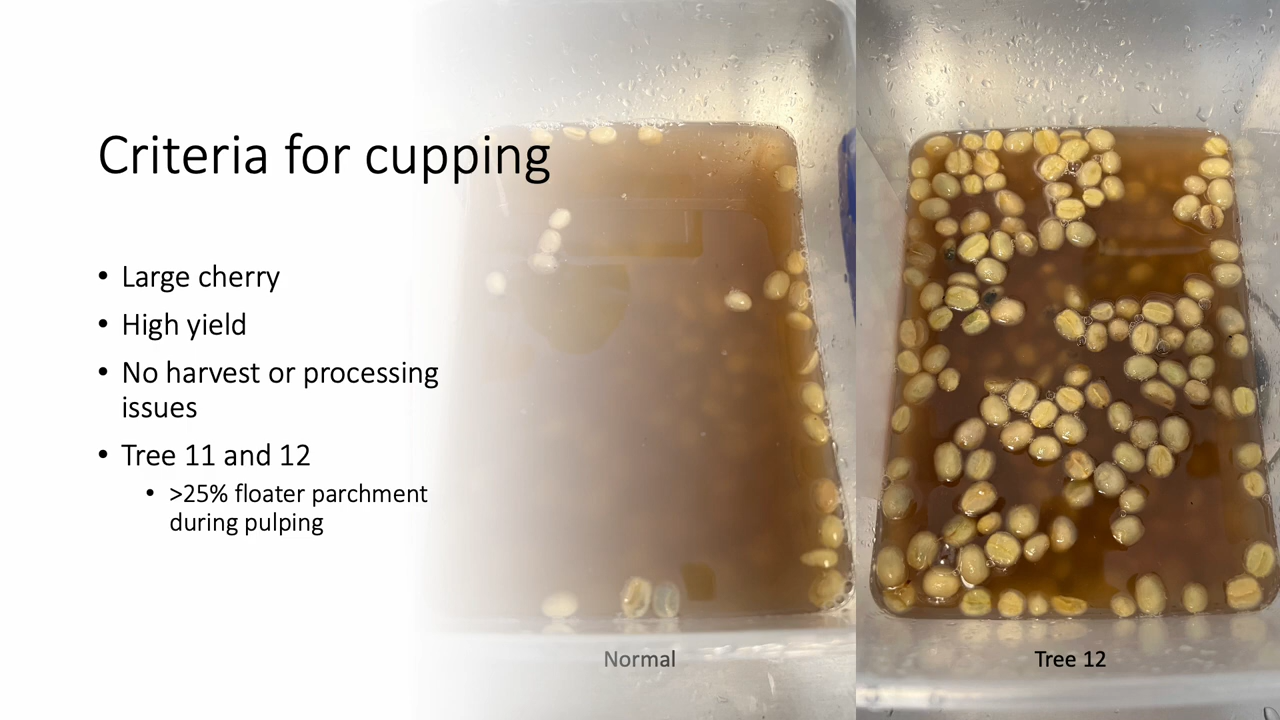 Criteria for cupping
• Large cherry
• High yield
• No harvest or processing
issues
• Tree 11 and 12
• >25% floater parchment
during pulping
Normal
Tree 12